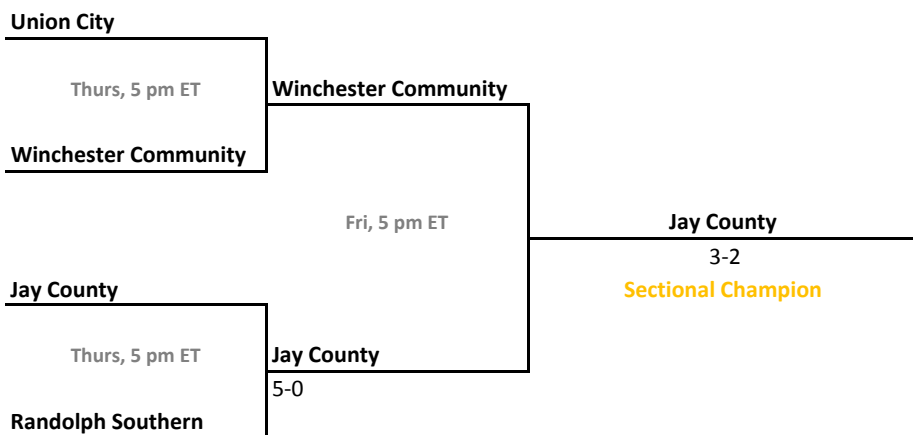 Union City
Thurs, 5 pm ET
Winchester Community
Winchester Community
Fri, 5 pm ET
Jay County
3-2
Sectional Champion
Jay County
Thurs, 5 pm ET
Jay County
5-0
Randolph Southern